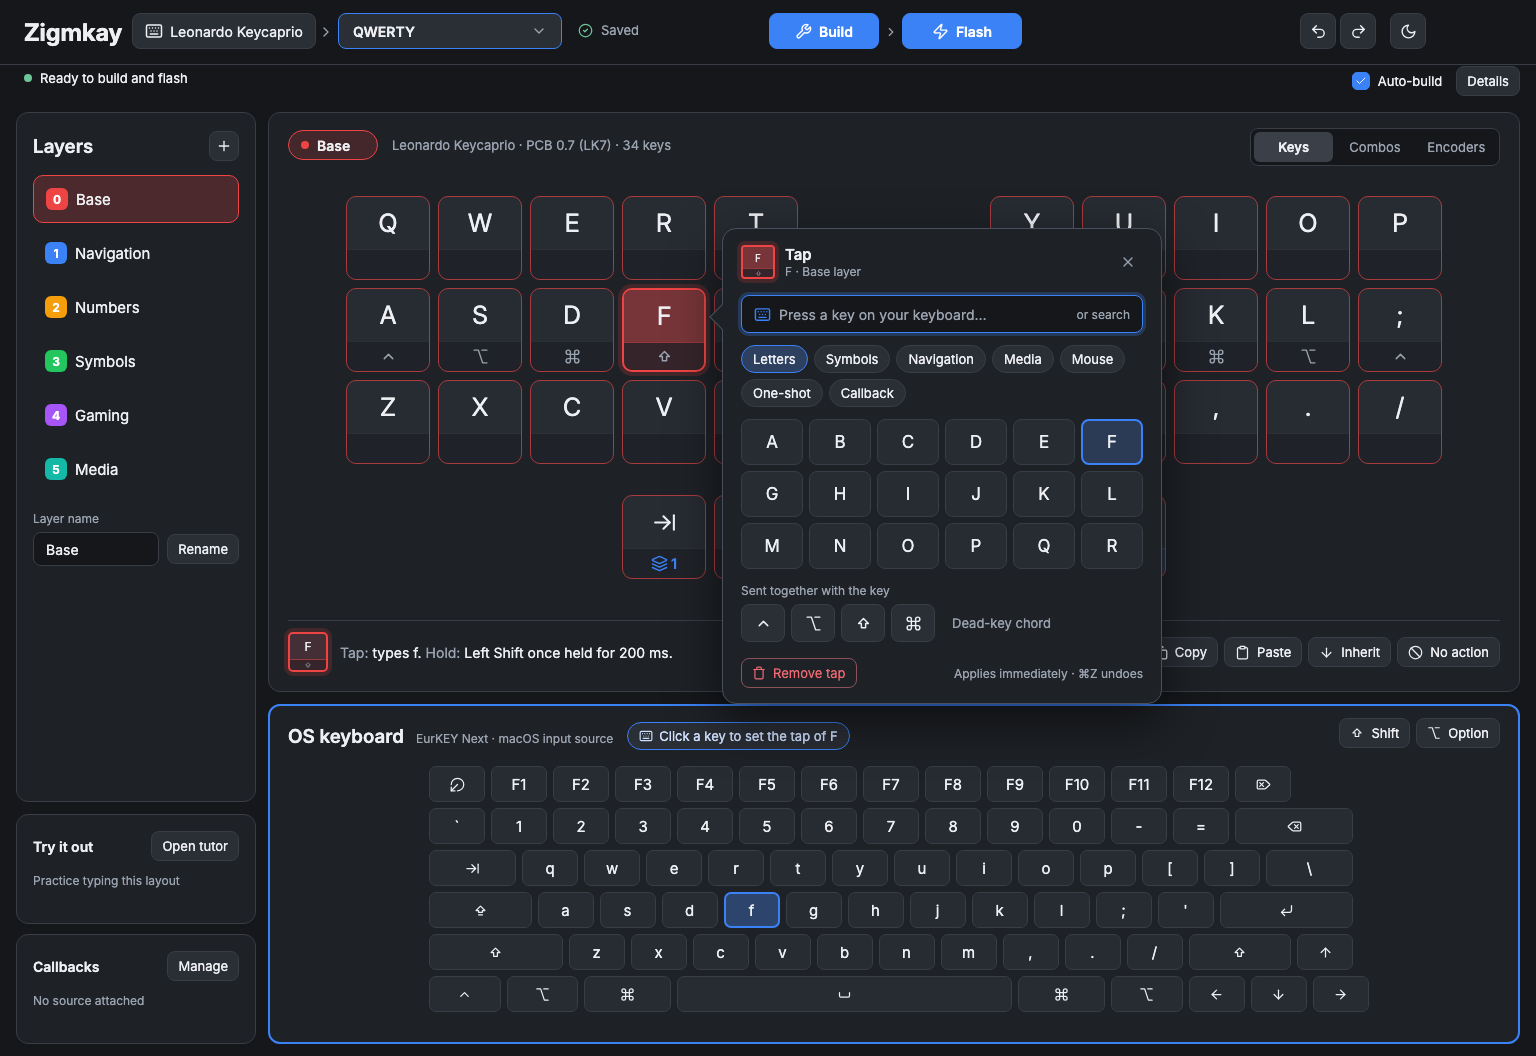 Zigmkay
Leonardo Keycaprio
QWERTY
Saved
Build
Flash
Ready to build and flash
Auto-build
Details
Layers
+
0 Base
1 Navigation
2 Numbers
3 Symbols
4 Gaming
5 Media
Layer name
Base
Rename
Try it out
Open tutor
Practice typing this layout
Callbacks
Manage
No source attached
Base
Leonardo Keycaprio · PCB 0.7 (LK7) · 34 keys
Keys Combos Encoders
Q W E R T Y U I O P
A S D F K L ;
⌥ ⌘ ⇧ ⌘ ⌥
Z X C V , . /
1
F
Tap
F · Base layer
Press a key on your keyboard...
or search
Letters Symbols Navigation Media Mouse
One-shot Callback
A B C D E F
G H I J K L
M N O P Q R
Sent together with the key
⌥ ⇧ ⌘ Dead-key chord
Remove tap
Applies immediately · ⌘Z undoes
F
Tap: types f. Hold: Left Shift once held for 200 ms.
Copy
Paste
Inherit
No action
OS keyboard
EurKEY Next · macOS input source
Click a key to set the tap of F
Shift
Option
F1 F2 F3 F4 F5 F6 F7 F8 F9 F10 F11 F12
` 1 2 3 4 5 6 7 8 9 0 - =
q w e r t y u i o p [ ] \
a s d f g h j k l ; '
z x c v b n m , . /
⌥ ⌘ ⌘ ⌥ ← ↓ →